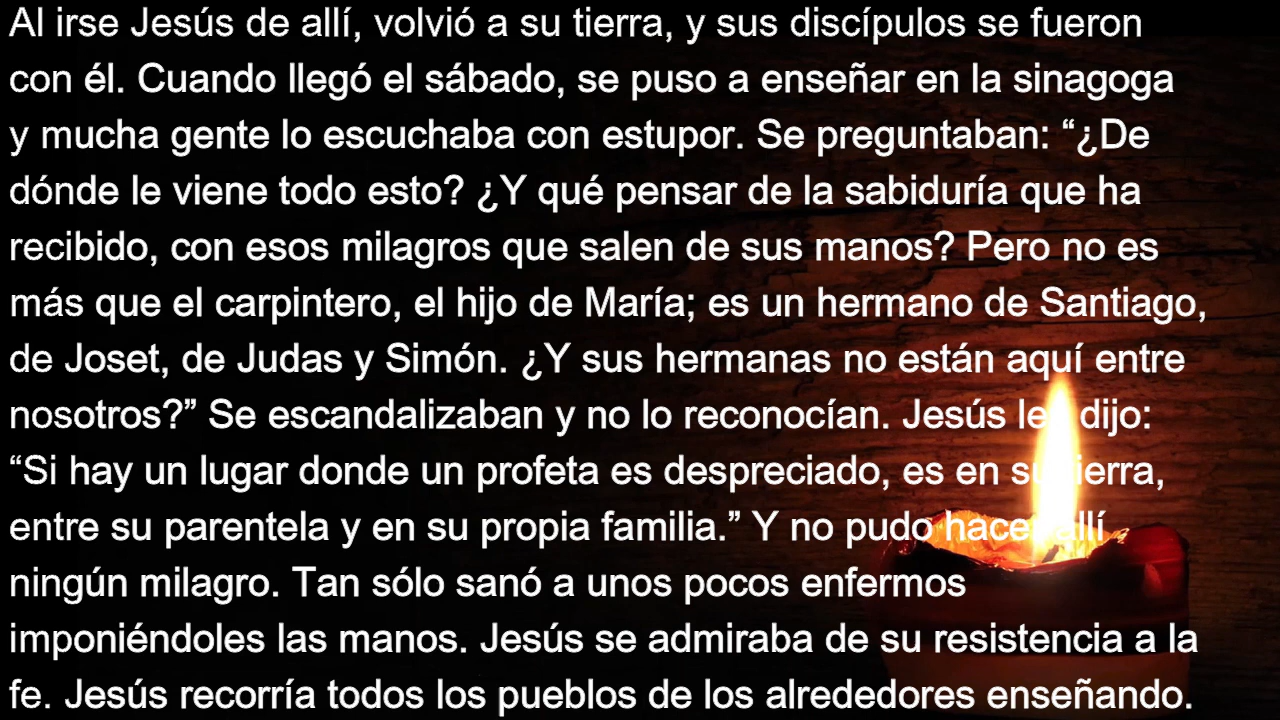 Al irse Jesús de allí, volvió a su tierra, y sus discípulos se fueron
con él. Cuando llegó el sábado, se puso a enseñar en la sinagoga
y mucha gente lo escuchaba con estupor. Se preguntaban: “¿De
dónde le viene todo esto? ¿Y qué pensar de la sabiduría que ha
recibido, con esos milagros que salen de sus manos? Pero no es
más que el carpintero, el hijo de María; es un hermano de Santiago,
de Joset, de Judas y Simón. ¿Y sus hermanas no están aquí entre
nosotros?” Se escandalizaban y no lo reconocían. Jesús les dijo:
“Si hay un lugar donde un profeta es despreciado, es en su tierra,
entre su parentela y en su propia familia.” Y no pudo hacer allí
ningún milagro. Tan sólo sanó a unos pocos enfermos
imponiéndoles las manos. Jesús se admiraba de su resistencia a la
fe. Jesús recorría todos los pueblos de los alrededores enseñando.